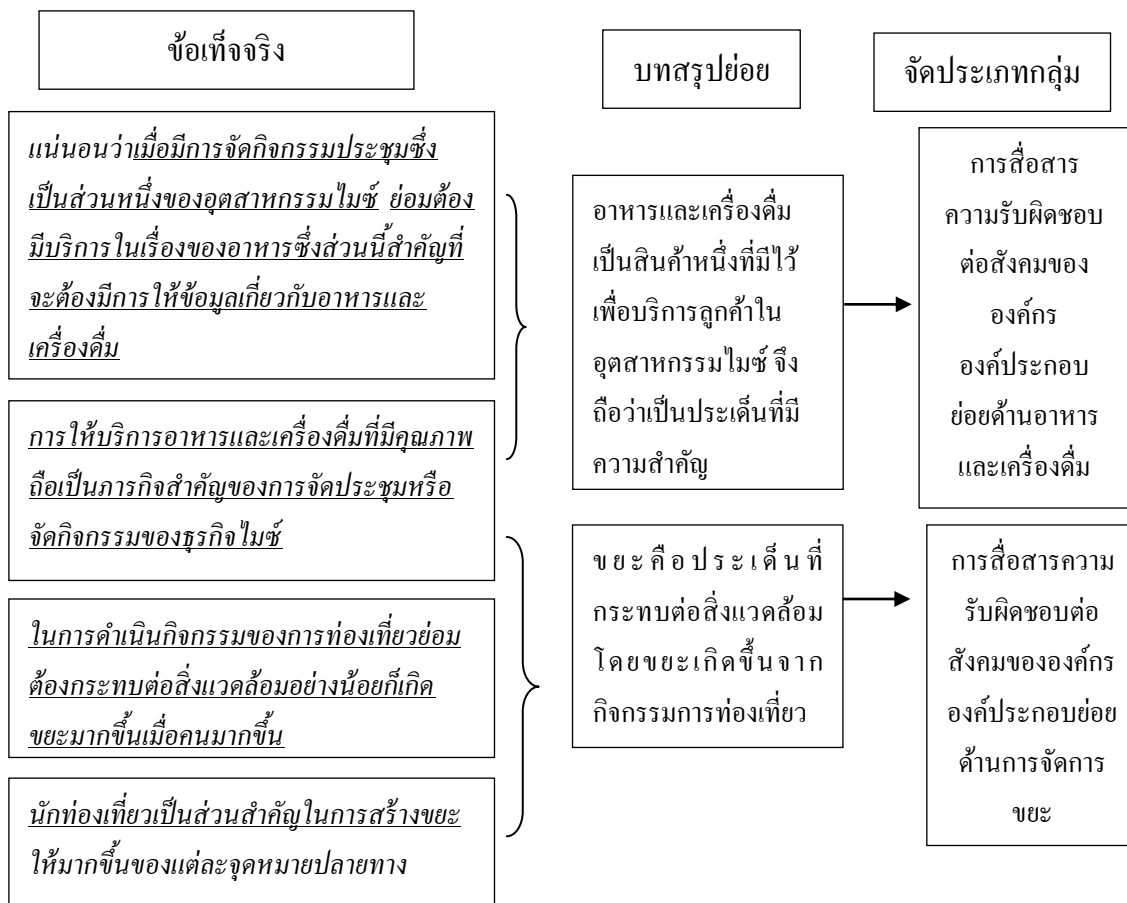 ข้อเท็จจริง
บทสรุปย่อย
จัดประเภทกลุ่ม
แน่นอนว่าเมื่อมีการจัดกิจกรรมประชุมซึ่ง
เป็นส่วนหนึ่งของอุตสาหกรรมไมซ์ ย่อมต้อง
มีบริการในเรื่องของอาหารซึ่งส่วนนี้สำคัญที่
จะต้องมีการให้ข้อมูลเกี่ยวกับอาหารและ
เครื่องดื่ม
การให้บริการอาหารและเครื่องดื่มที่มีคุณภาพ
ถือเป็นภารกิจสำคัญของการจัดประชุมหรือ
จัดกิจกรรมของธุรกิจไมซ์
อาหารและเครื่องดื่ม
เป็นสินค้าหนึ่งที่มีไว้
เพื่อบริการลูกค้าใน
อุตสาหกรรมไมซ์ จึง
ถือว่าเป็นประเด็นที่มี
ความสำคัญ
การสื่อสาร
ความรับผิดชอบ
ต่อสังคมของ
องค์กร
องค์ประกอบ
ย่อยด้านอาหาร
และเครื่องดื่ม
ในการดำเนินกิจกรรมของการท่องเที่ยวย่อม
ต้องกระทบต่อสิ่งแวดล้อมอย่างน้อยก็เกิด
ขยะมากขึ้นเมื่อคนมากขึ้น
นักท่องเที่ยวเป็นส่วนสำคัญในการสร้างขยะ
ให้มากขึ้นของแต่ละจุดหมายปลายทาง
ขยะคือประเด็นที่
กระทบต่อสิ่งแวดล้อม
โดยขยะเกิดขึ้นจาก
กิจกรรมการท่องเที่ยว
การสื่อสารความ
รับผิดชอบต่อ
สังคมขององค์กร
องค์ประกอบย่อย
ด้านการจัดการ
ขยะ